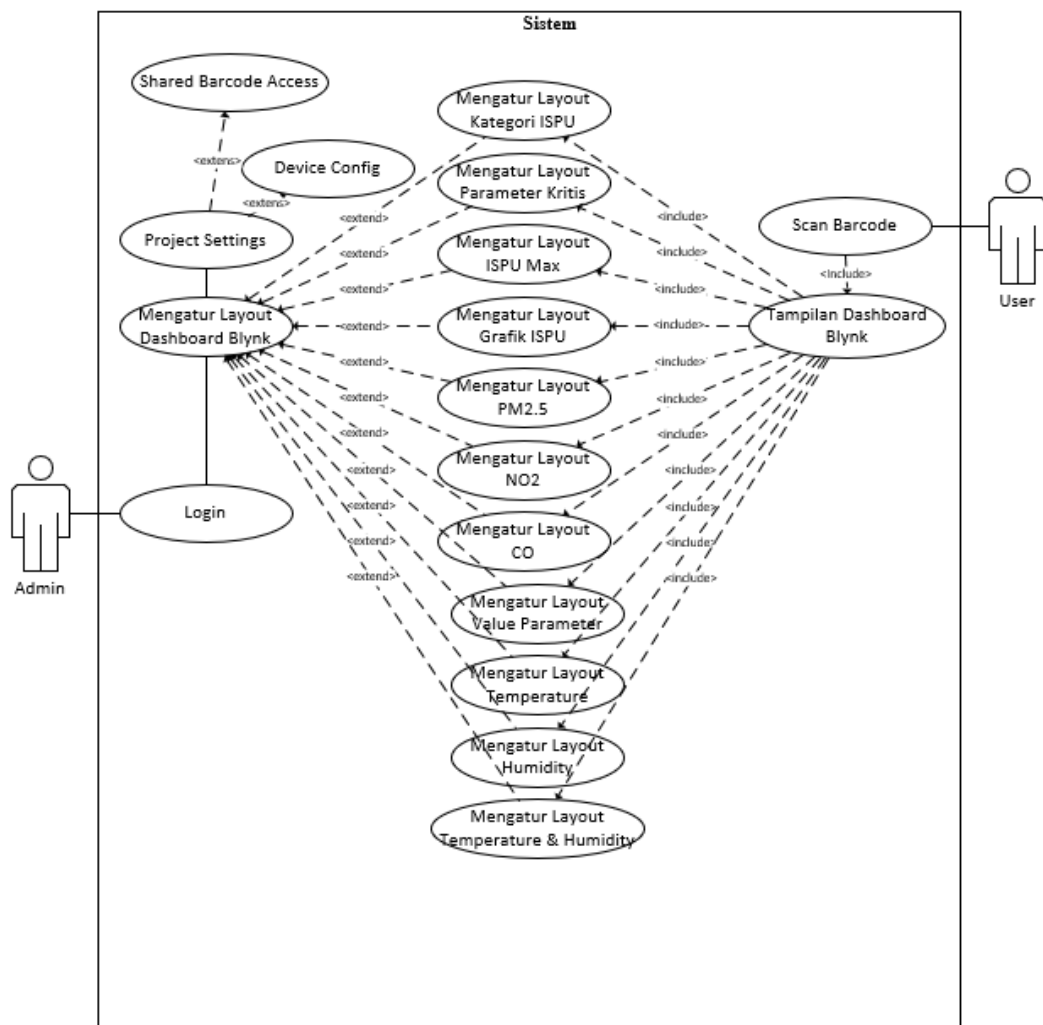 Sistem
Shared Barcode Access
<extens>
Device Config
<extens>
Project Settings
Mengatur Layout
Dashboard Blynk
Login
Admin
Mengatur Layout
Kategori ISPU
Mengatur Layout
Parameter Kritis
Mengatur Layout
ISPU Max
Mengatur Layout
Grafik ISPU
Mengatur Layout
PM2.5
Mengatur Layout
NO2
Mengatur Layout
CO
Mengatur Layout
Value Parameter
Mengatur Layout
Temperature
Mengatur Layout
Humidity
Mengatur Layout
Temperature & Humidity
<extend>
<extend>
<extend>
<extend>
<extend>
<extend>
<extend>
<extend>
<extend>
<extend>
<extend>
<include>
<include>
<include>
<include>
<include>
<include>
<include>
<include>
<include>
<include>
<include>
Scan Barcode
<include>
Tampilan Dashboard
Blynk
User